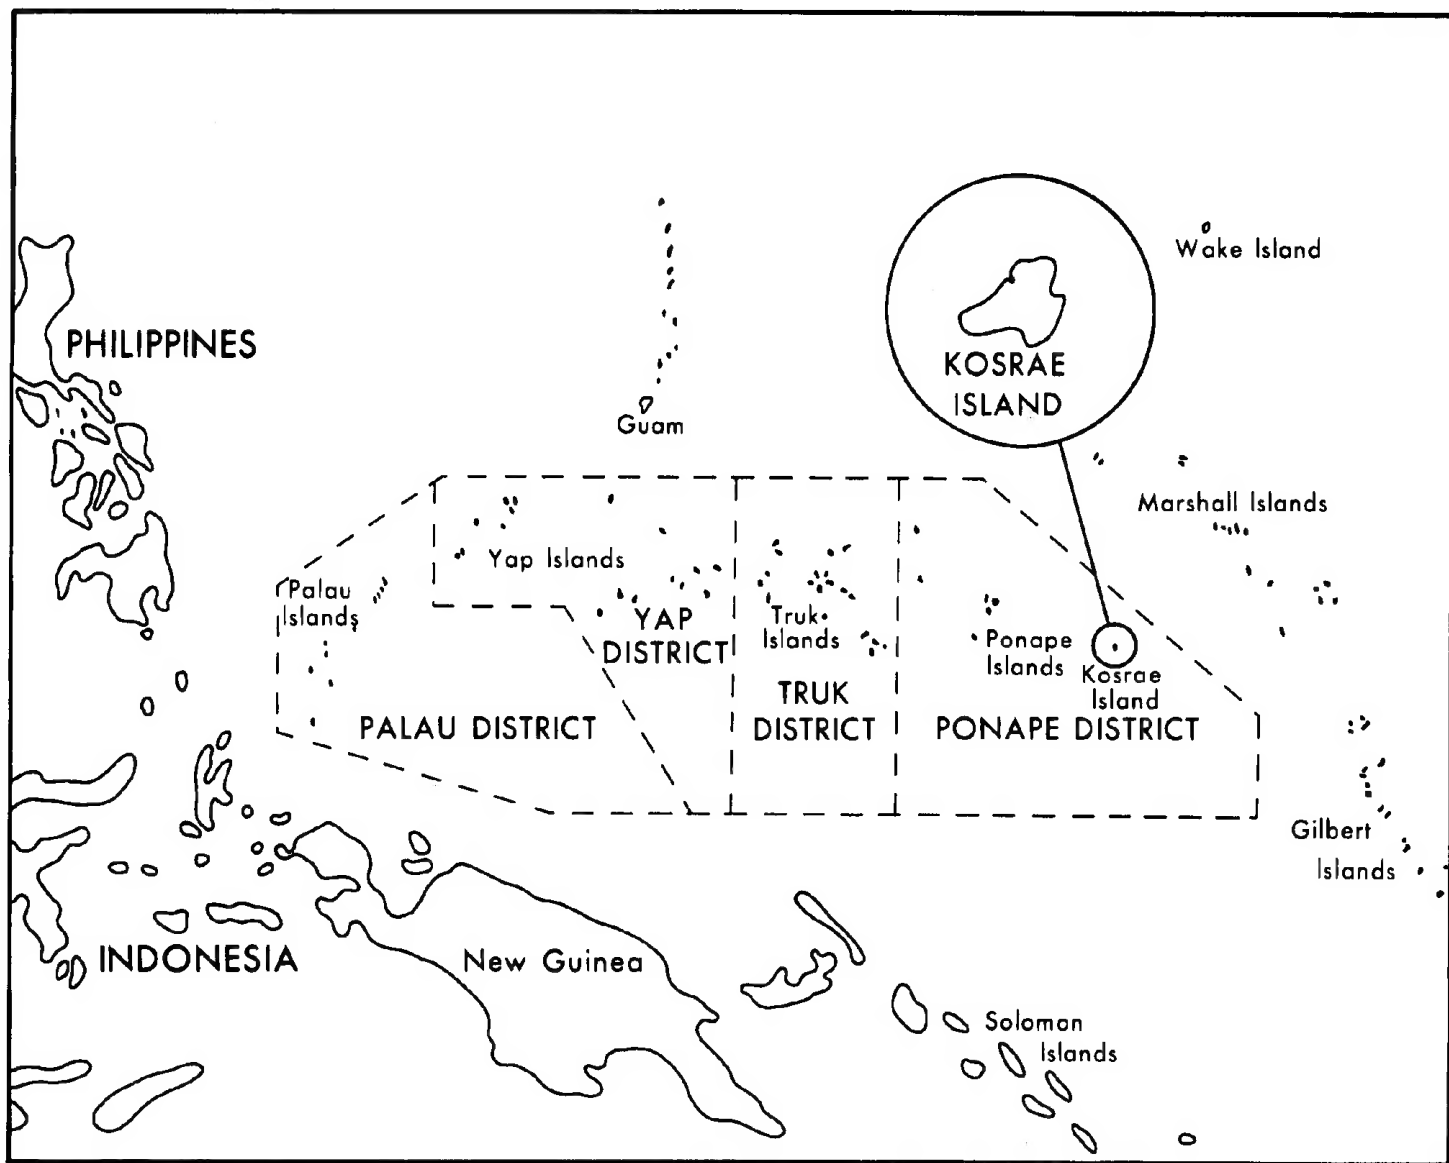 Wake Island
PHILIPPINES
KOSRAE
ISLAND
Guam
Marshall Islands
Yap Islands
Palau
Islands
YAP
DISTRICT
Truk
Islands
Ponape
Islands
Kosrae
Island
TRUK
DISTRICT
PALAU DISTRICT
PONAPE DISTRICT
Gilbert
Islands
INDONESIA
New Guinea
Solomon
Islands